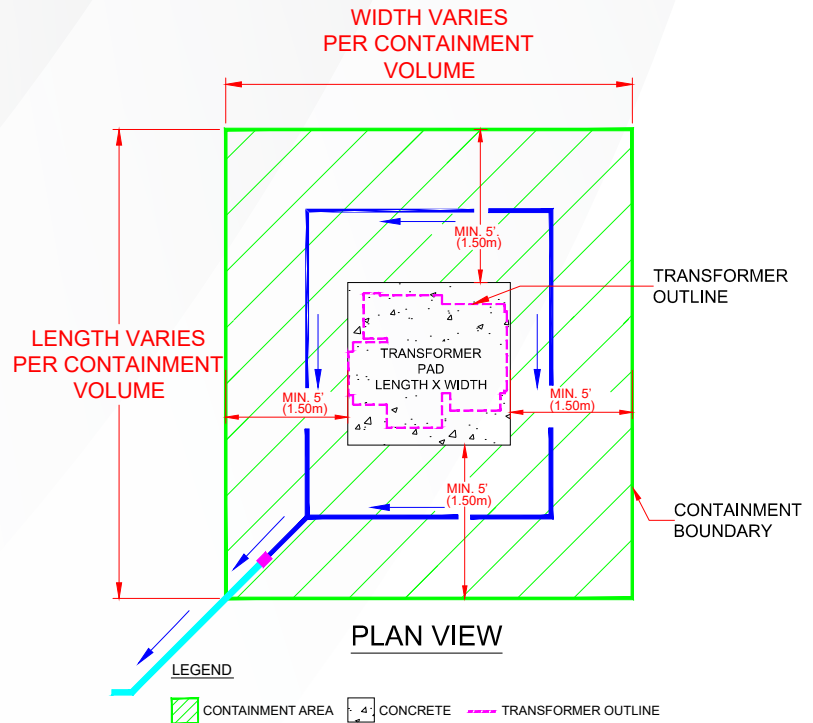 WIDTH VARIES
PER CONTAINMENT
VOLUME
MIN. 5'.
(1.50m)
TRANSFORMER
OUTLINE
LENGTH VARIES
PER CONTAINMENT
VOLUME
TRANSFORMER
PAD
LENGTH X WIDTH
MIN. 5'
(1.50m)
MIN. 5'
(1.50m)
MIN. 5'
(1.50m)
CONTAINMENT
BOUNDARY
PLAN VIEW
LEGEND
CONTAINMENT AREA
CONCRETE
TRANSFORMER OUTLINE